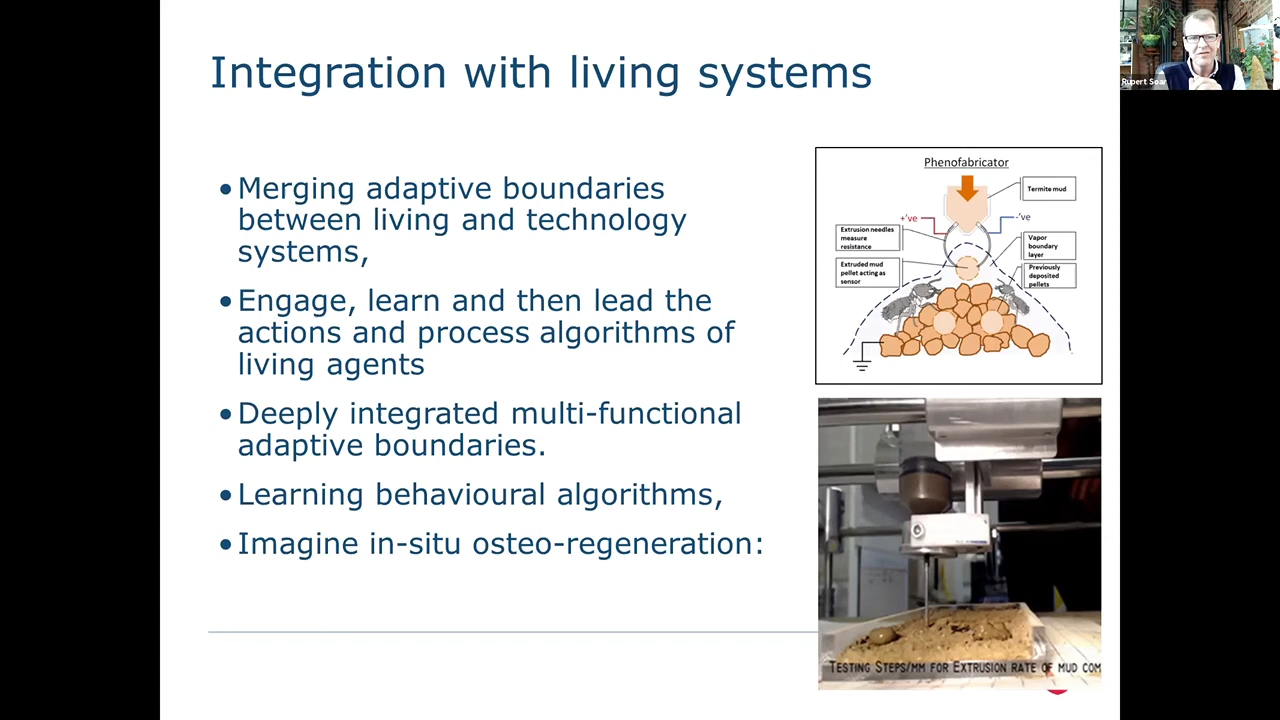 Integration with living systems
•Merging adaptive boundaries
between living and technology
systems,
•Engage, learn and then lead the
actions and process algorithms of
living agents
•Deeply integrated multi-functional
adaptive boundaries.
•Learning behavioural algorithms,
•Imagine in-situ osteo-regeneration:
Phenofabricator
Termite mud
+'ve
-'ve
Extrusion needles
measure
resistance
Vapor
boundary
layer
Extruded mud
pellet acting as
sensor
Previously
deposited
pellets
TESTING STEPS/MM FOR EXTRUSION RATE OF MUD COM
Rupert Soar